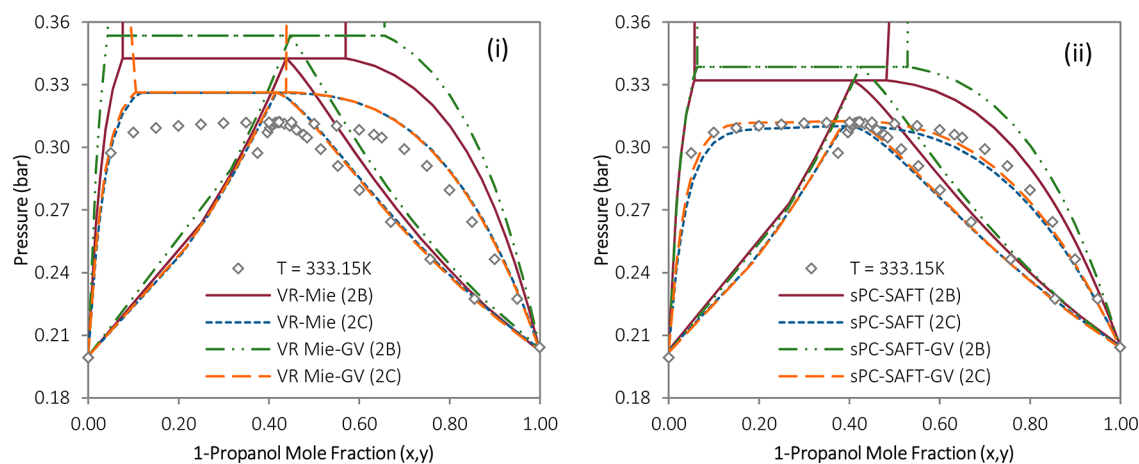 0.36
0.33
0.30
0.27
0.24
0.21
0.18
Pressure (bar)
(i)
T = 333.15K
VR-Mie (2B)
VR-Mie (2C)
VR Mie-GV (2B)
VR Mie-GV (2C)
0.00 0.20 0.40 0.60 0.80 1.00
1-Propanol Mole Fraction (x,y)
0.36
0.33
0.30
0.27
0.24
0.21
0.18
Pressure (bar)
(ii)
T = 333.15K
sPC-SAFT (2B)
sPC-SAFT (2C)
sPC-SAFT-GV (2B)
sPC-SAFT-GV (2C)
0.00 0.20 0.40 0.60 0.80 1.00
1-Propanol Mole Fraction (x,y)